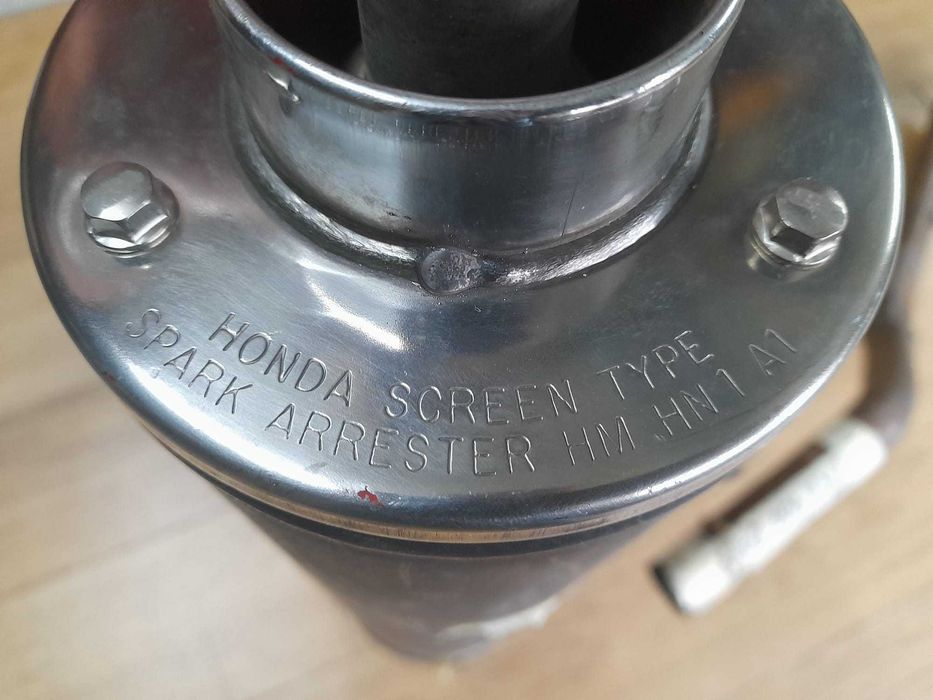 HONDA SCREEN TYPE
SPARK ARRESTER HM HN1 A1